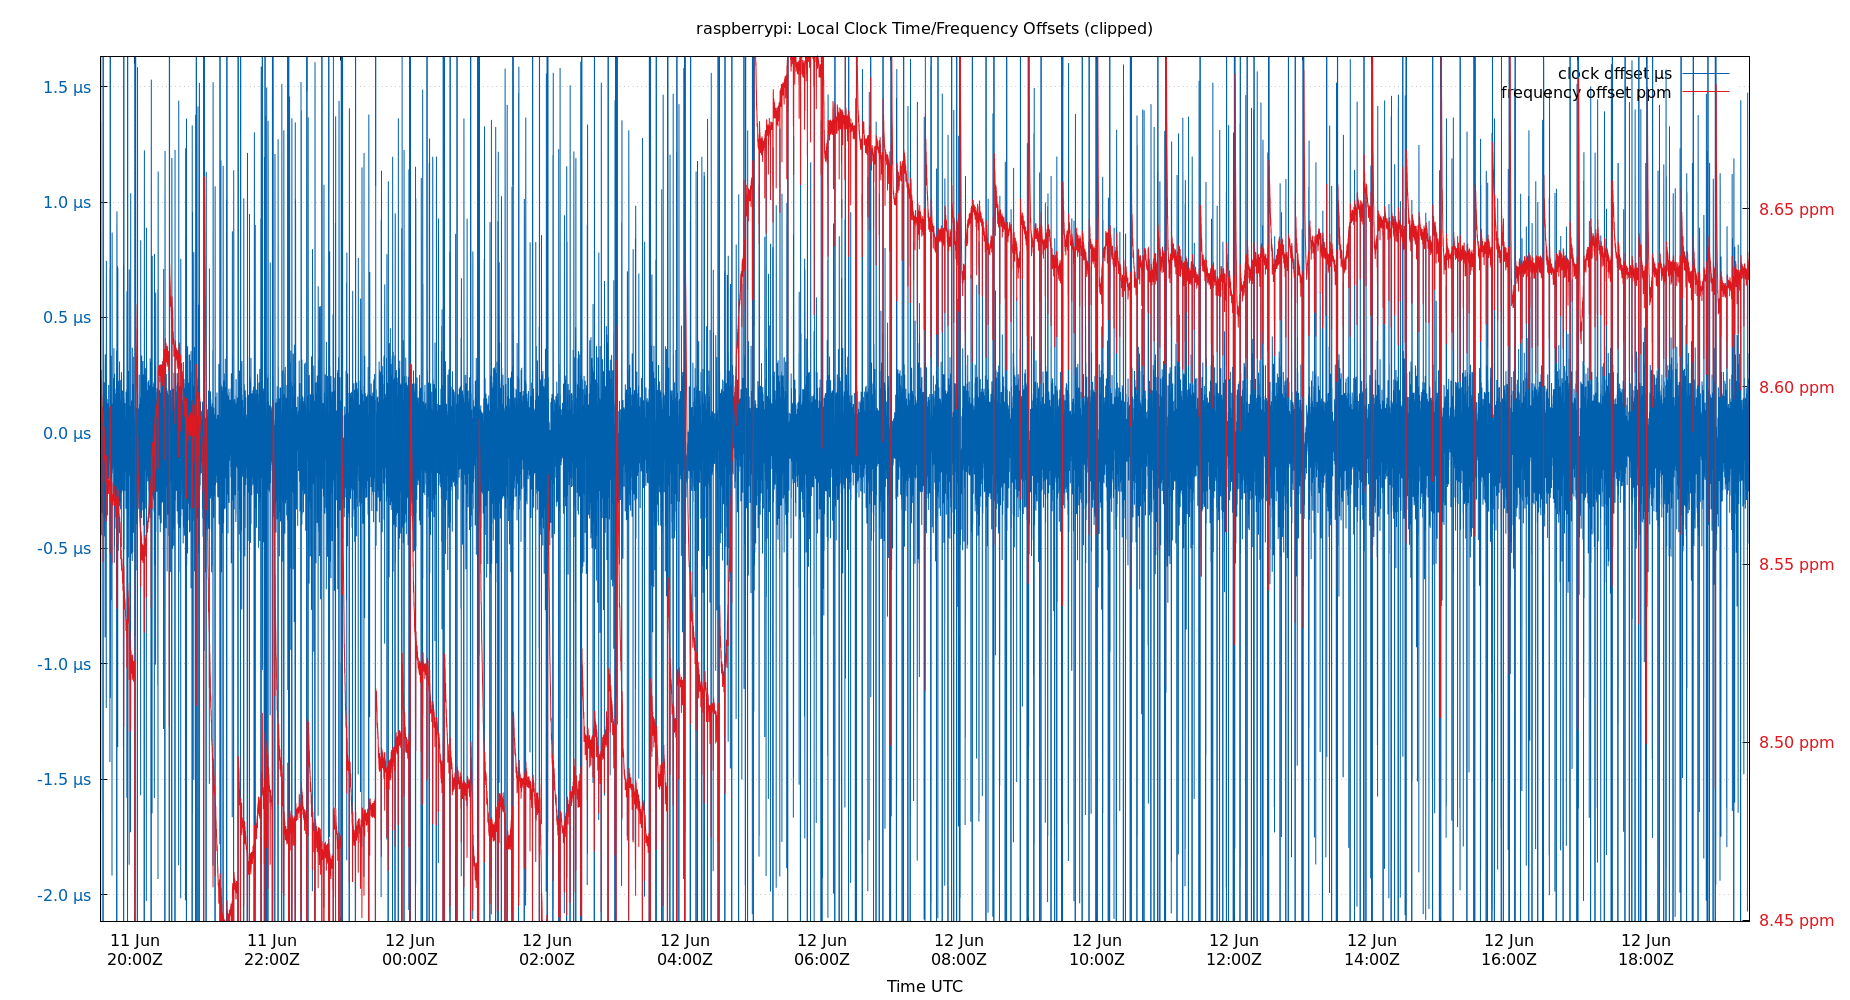 raspberrypi: Local Clock Time/Frequency Offsets (clipped)
clock offset µs
frequency offset ppm
1.5 µs
1.0 µs
0.5 µs
0.0 µs
-0.5 µs
-1.0 µs
-1.5 µs
-2.0 µs
8.65 ppm
8.60 ppm
8.55 ppm
8.50 ppm
8.45 ppm
11 Jun 11 Jun 12 Jun 12 Jun 12 Jun 12 Jun 12 Jun 12 Jun 12 Jun 12 Jun 12 Jun 12 Jun
20:00Z 22:00Z 00:00Z 02:00Z 04:00Z 06:00Z 08:00Z 10:00Z 12:00Z 14:00Z 16:00Z 18:00Z
Time UTC